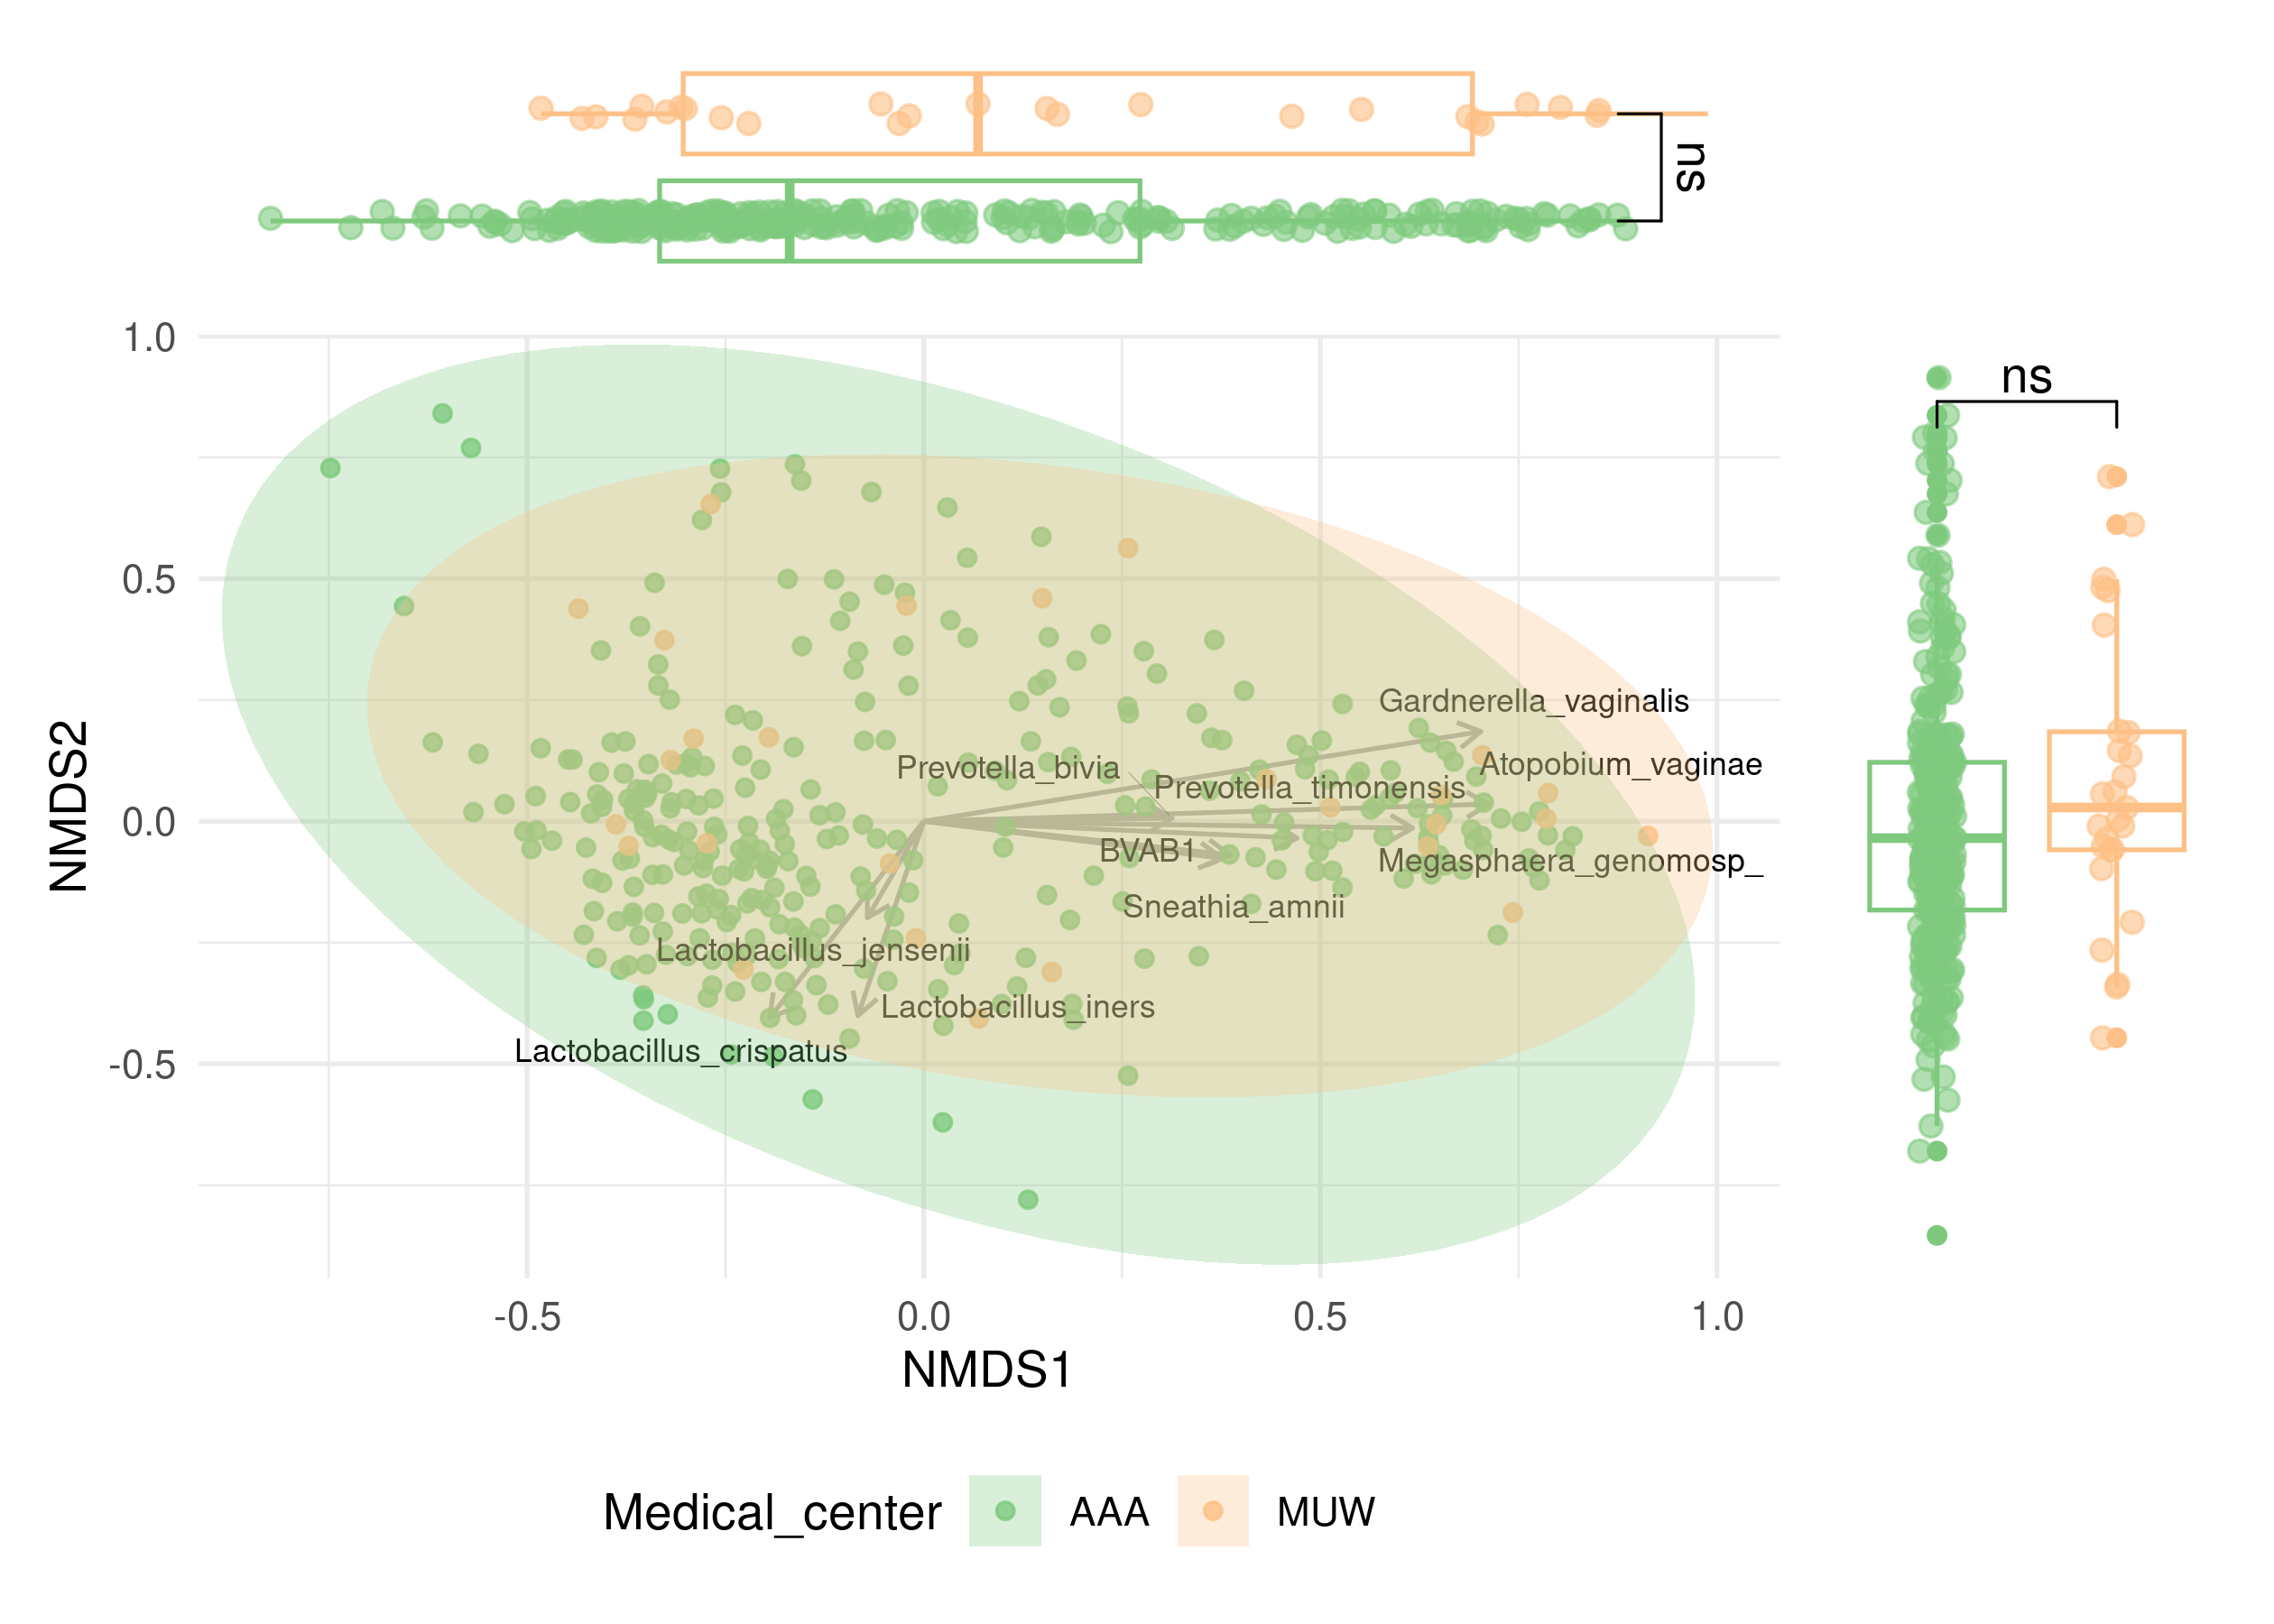 ns
ns
1.0
0.5
0.0
-0.5
NMDS2
Gardnerella_vaginalis
Prevotella_bivia
Atopobium_vaginae
Prevotella_timonensis
BVAB1
Megasphaera_genomosp_
Sneathia_amnii
Lactobacillus_jensenii
Lactobacillus_iners
Lactobacillus_crispatus
-0.5 0.0 0.5 1.0
NMDS1
Medical_center AAA MUW